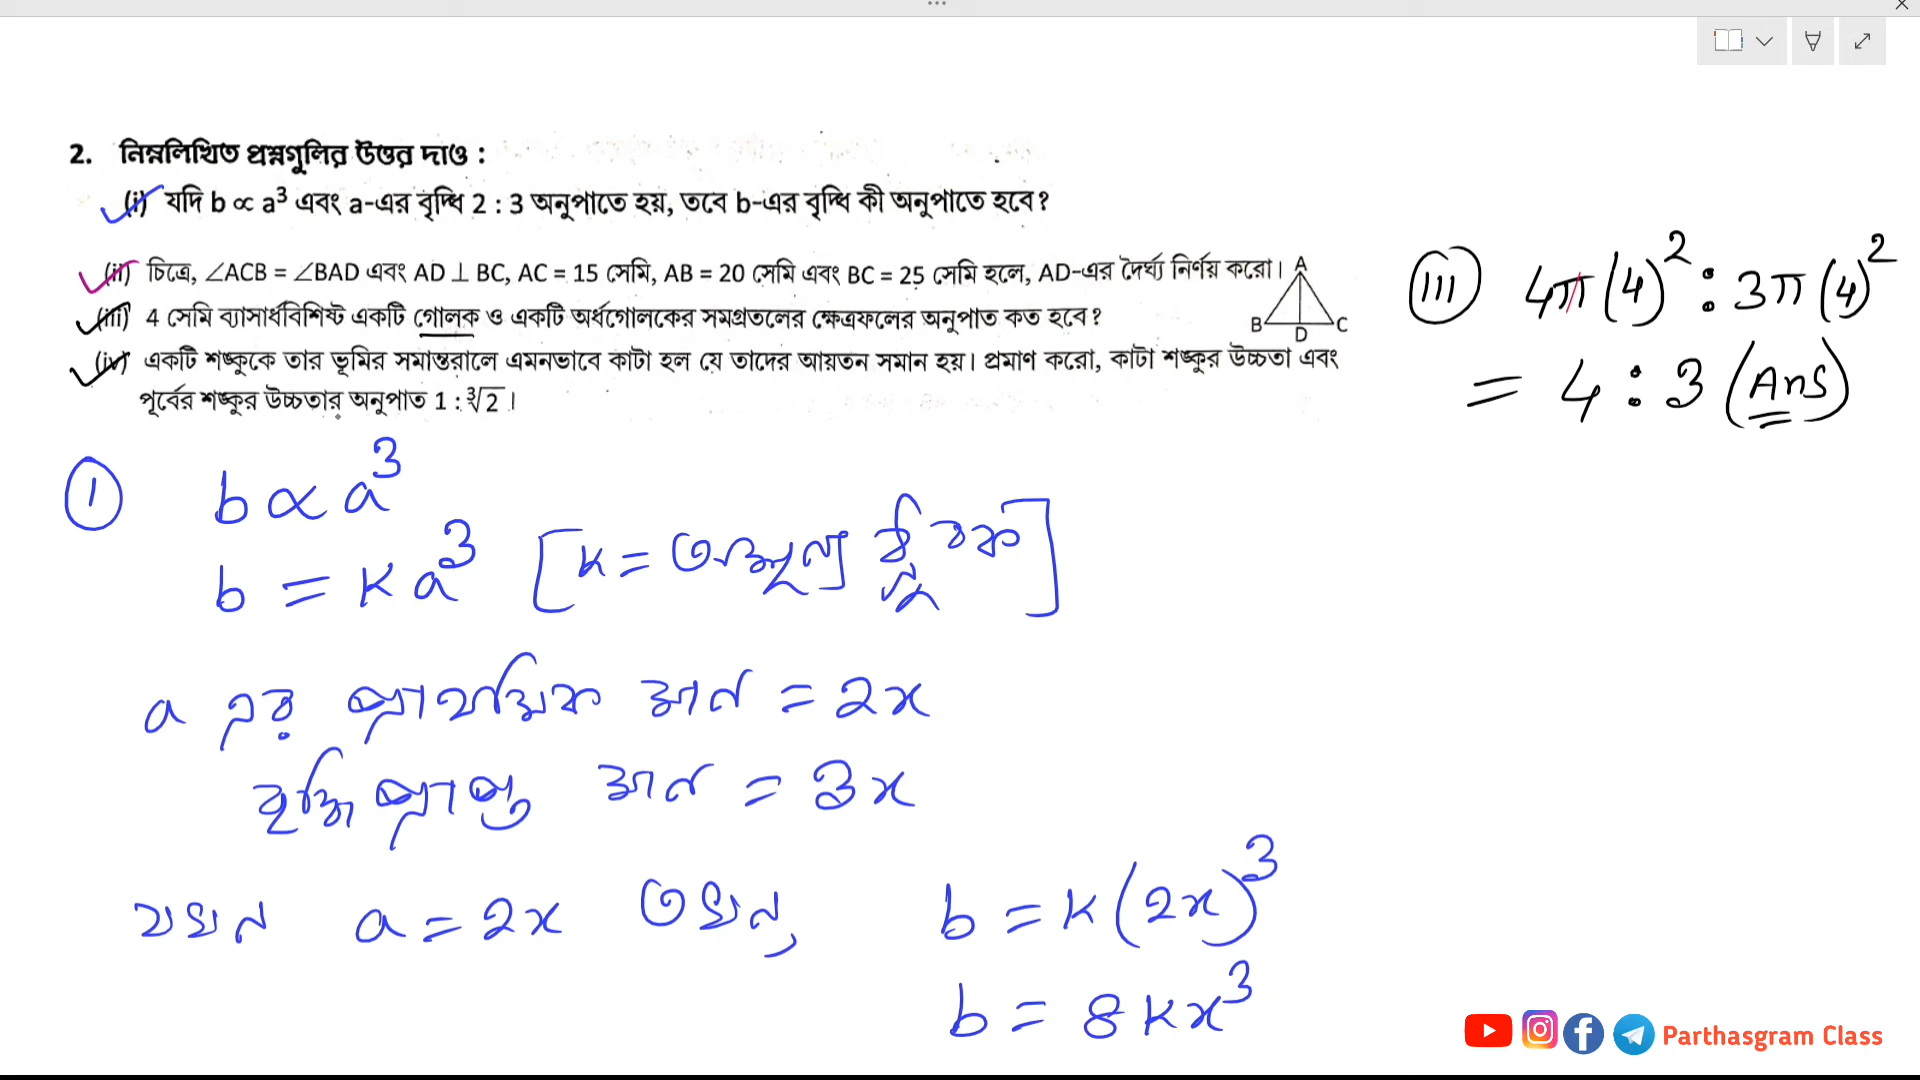 2. নিম্নলিখিত প্রশ্নগুলির উত্তর দাও :
(i) যদি b ∝ a³ এবং a-এর বৃদ্ধি 2 : 3 অনুপাতে হয়, তবে b-এর বৃদ্ধি কী অনুপাতে হবে?
(ii) চিত্রে, ∠ACB = ∠BAD এবং AD ⊥ BC, AC = 15 সেমি, AB = 20 সেমি এবং BC = 25 সেমি হলে, AD-এর দৈর্ঘ্য নির্ণয় করো।
A
B D C
(iii) 4 সেমি ব্যাসার্ধবিশিষ্ট একটি গোলক ও একটি অর্ধগোলকের সমগ্রতলের ক্ষেত্রফলের অনুপাত কত হবে?
(iv) একটি শঙ্কুকে তার ভূমির সমান্তরালে এমনভাবে কাটা হল যে তাদের আয়তন সমান হয়। প্রমাণ করো, কাটা শঙ্কুর উচ্চতা এবং
পূর্বের শঙ্কুর উচ্চতার অনুপাত 1 : ∛2 ।
(III) 4π(4)² : 3π(4)²
= 4 : 3 (Ans)
(1) b ∝ a³
b = Ka³ [K = অশূন্য ধ্রুবক]
a এর প্রাথমিক মান = 2x
বৃদ্ধি প্রাপ্ত মান = 3x
যখন a = 2x তখন, b = K(2x)³
b = 8Kx³
Parthasgram Class